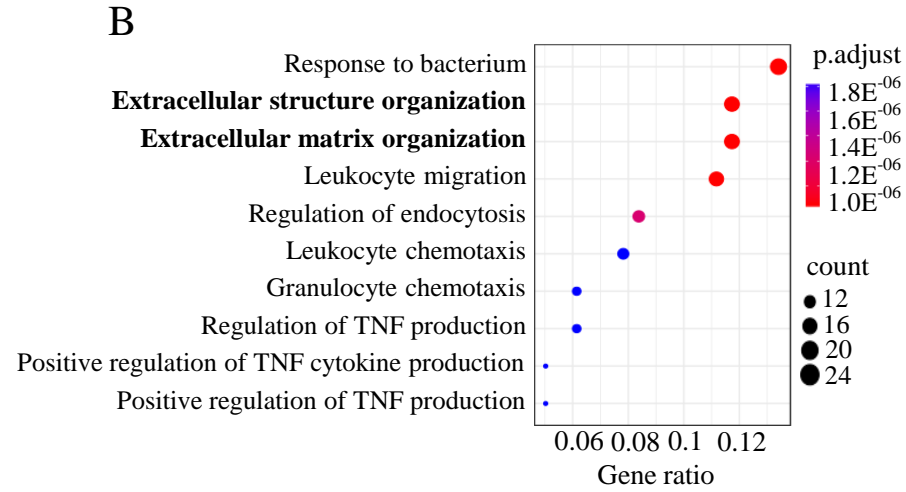 B
Response to bacterium
Extracellular structure organization
Extracellular matrix organization
Leukocyte migration
Regulation of endocytosis
Leukocyte chemotaxis
Granulocyte chemotaxis
Regulation of TNF production
Positive regulation of TNF cytokine production
Positive regulation of TNF production
0.06 0.08 0.1 0.12
Gene ratio
p.adjust
1.8E-06
1.6E-06
1.4E-06
1.2E-06
1.0E-06
count
12
16
20
24